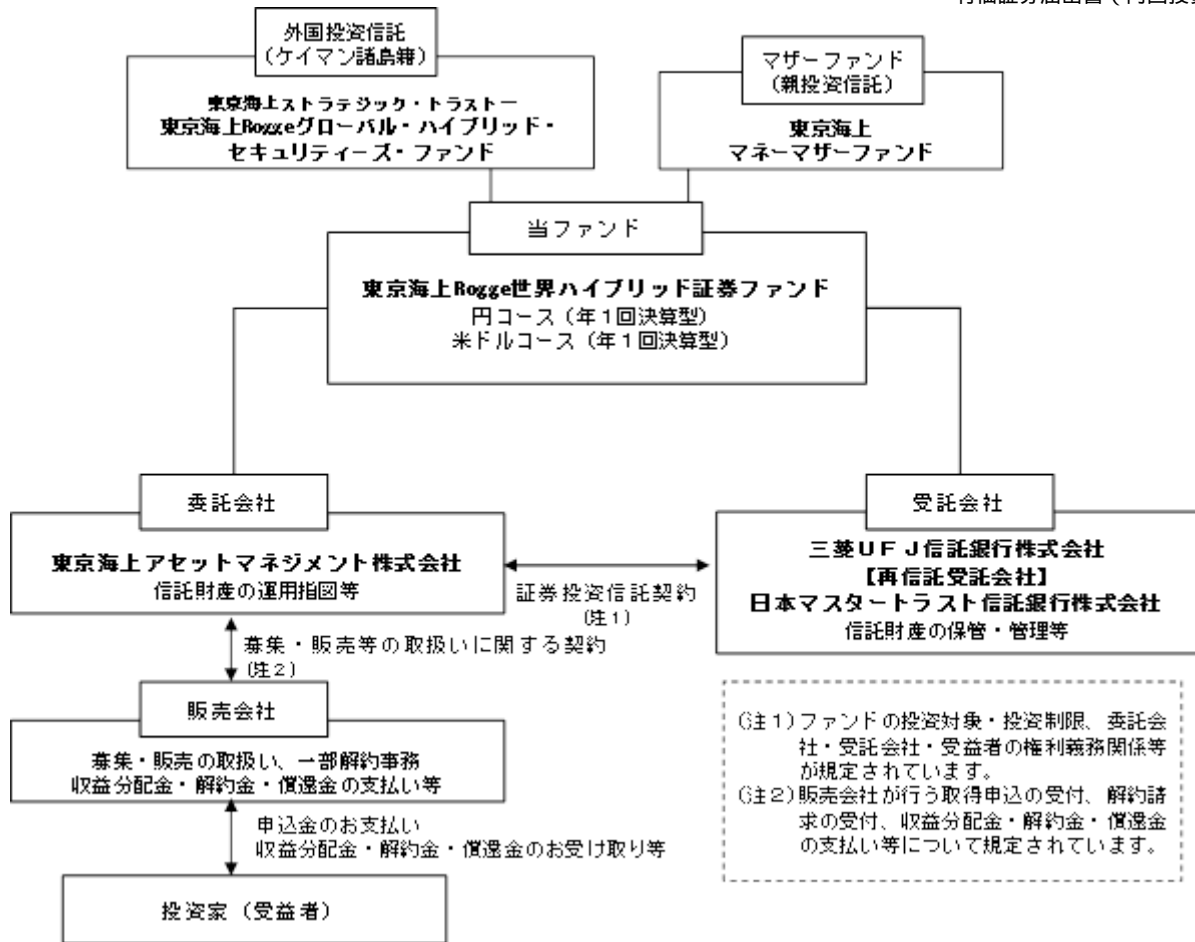 外国投資信託
(ケイマン諸島籍)
東京海上ストラテジック・トラストー
東京海上Roggeグローバル・ハイブリッド・
セキュリティーズ・ファンド
マザーファンド
(親投資信託)
東京海上
マネーマザーファンド
当ファンド
東京海上Rogge世界ハイブリッド証券ファンド
円コース(年1回決算型)
米ドルコース(年1回決算型)
委託会社
東京海上アセットマネジメント株式会社
信託財産の運用指図等
証券投資信託契約
(注1)
受託会社
三菱UFJ信託銀行株式会社
【再信託受託会社】
日本マスタートラスト信託銀行株式会社
信託財産の保管・管理等
募集・販売等の取扱いに関する契約
(注2)
販売会社
募集・販売の取扱い、一部解約事務
収益分配金・解約金・償還金の支払い等
申込金のお支払い
収益分配金・解約金・償還金のお受け取り等
投資家(受益者)
(注1)ファンドの投資対象・投資制限、委託会
社・受託会社・受益者の権利義務関係等
が規定されています。
(注2)販売会社が行う取得申込の受付、解約請
求の受付、収益分配金・解約金・償還金
の支払い等について規定されています。